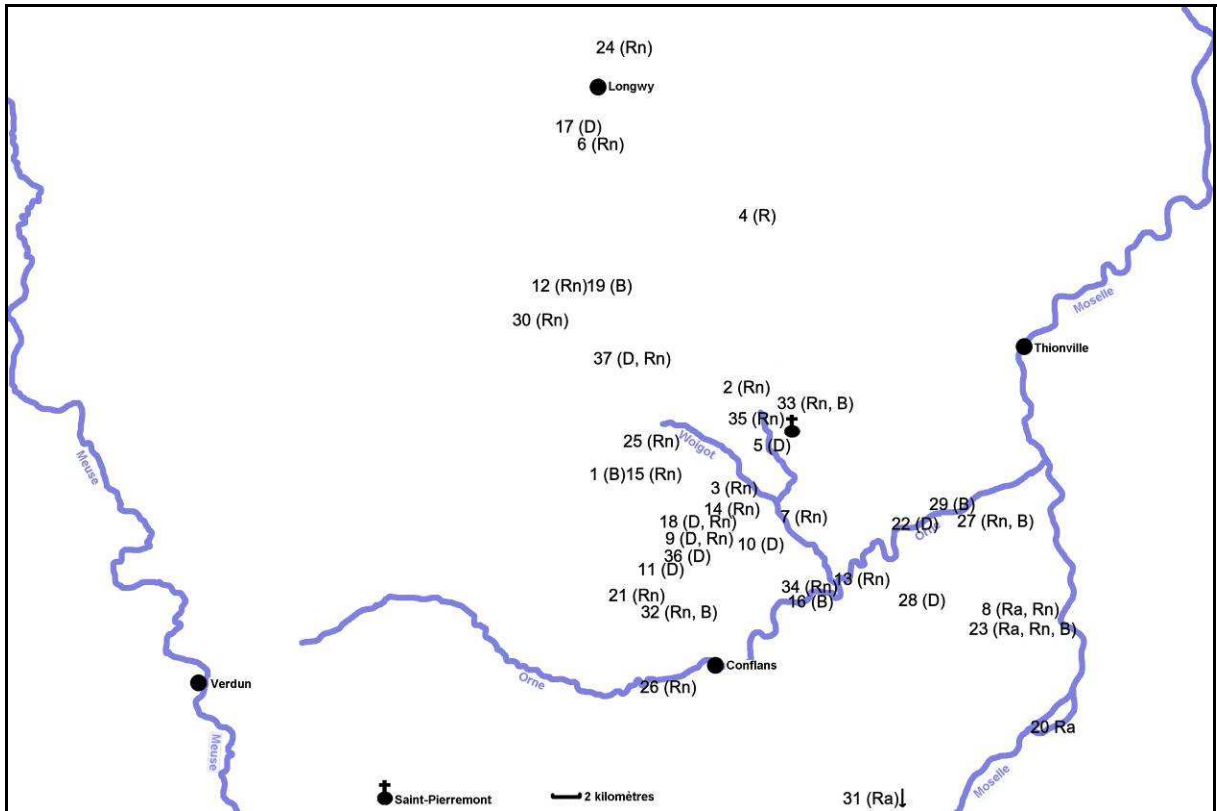 24 (Rn)
Longwy
17 (D)
6 (Rn)
4 (R)
12 (Rn)19 (B)
Moselle
30 (Rn)
Thionville
37 (D, Rn)
2 (Rn)
33 (Rn, B)
35 (Rn)
25 (Rn)
Woigot
5 (D)
Meuse
1 (B)15 (Rn)
3 (Rn)
14 (Rn)
29 (B)
7 (Rn)
18 (D, Rn)
22 (D)
27 (Rn, B)
Orne
9 (D, Rn)
10 (D)
36 (D)
11 (D)
13 (Rn)
34 (Rn)
21 (Rn)
16 (B)
28 (D)
8 (Ra, Rn)
32 (Rn, B)
23 (Ra, Rn, B)
Conflans
Orne
Verdun
26 (Rn)
20 Ra
Meuse
Moselle
Saint-Pierremont
2 kilomètres
31 (Ra)